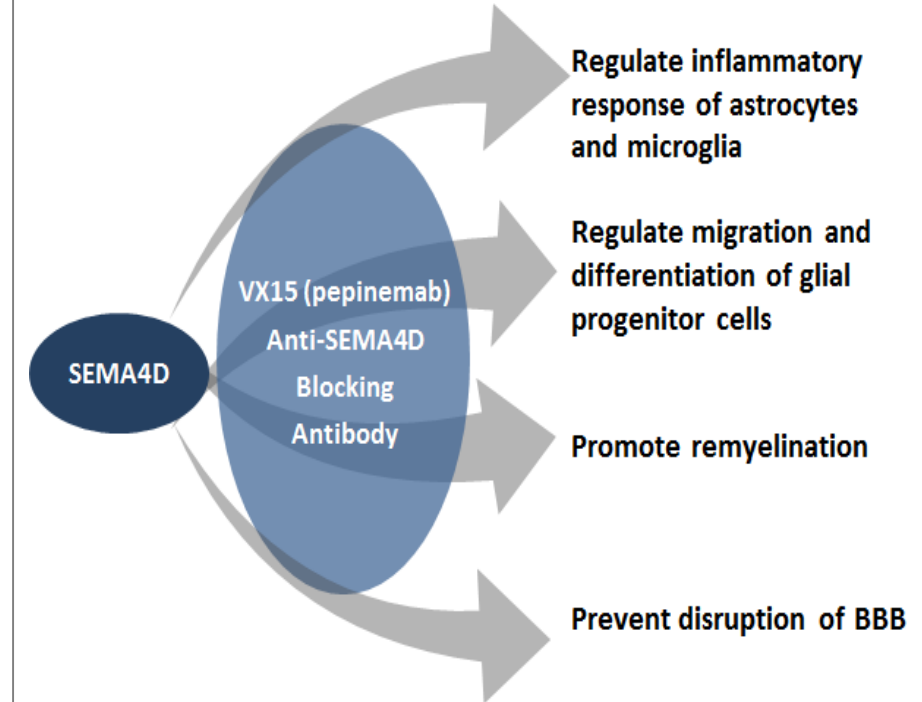 SEMA4D
VX15 (pepinemab)
Anti-SEMA4D
Blocking
Antibody
Regulate inflammatory
response of astrocytes
and microglia
Regulate migration and
differentiation of glial
progenitor cells
Promote remyelination
Prevent disruption of BBB